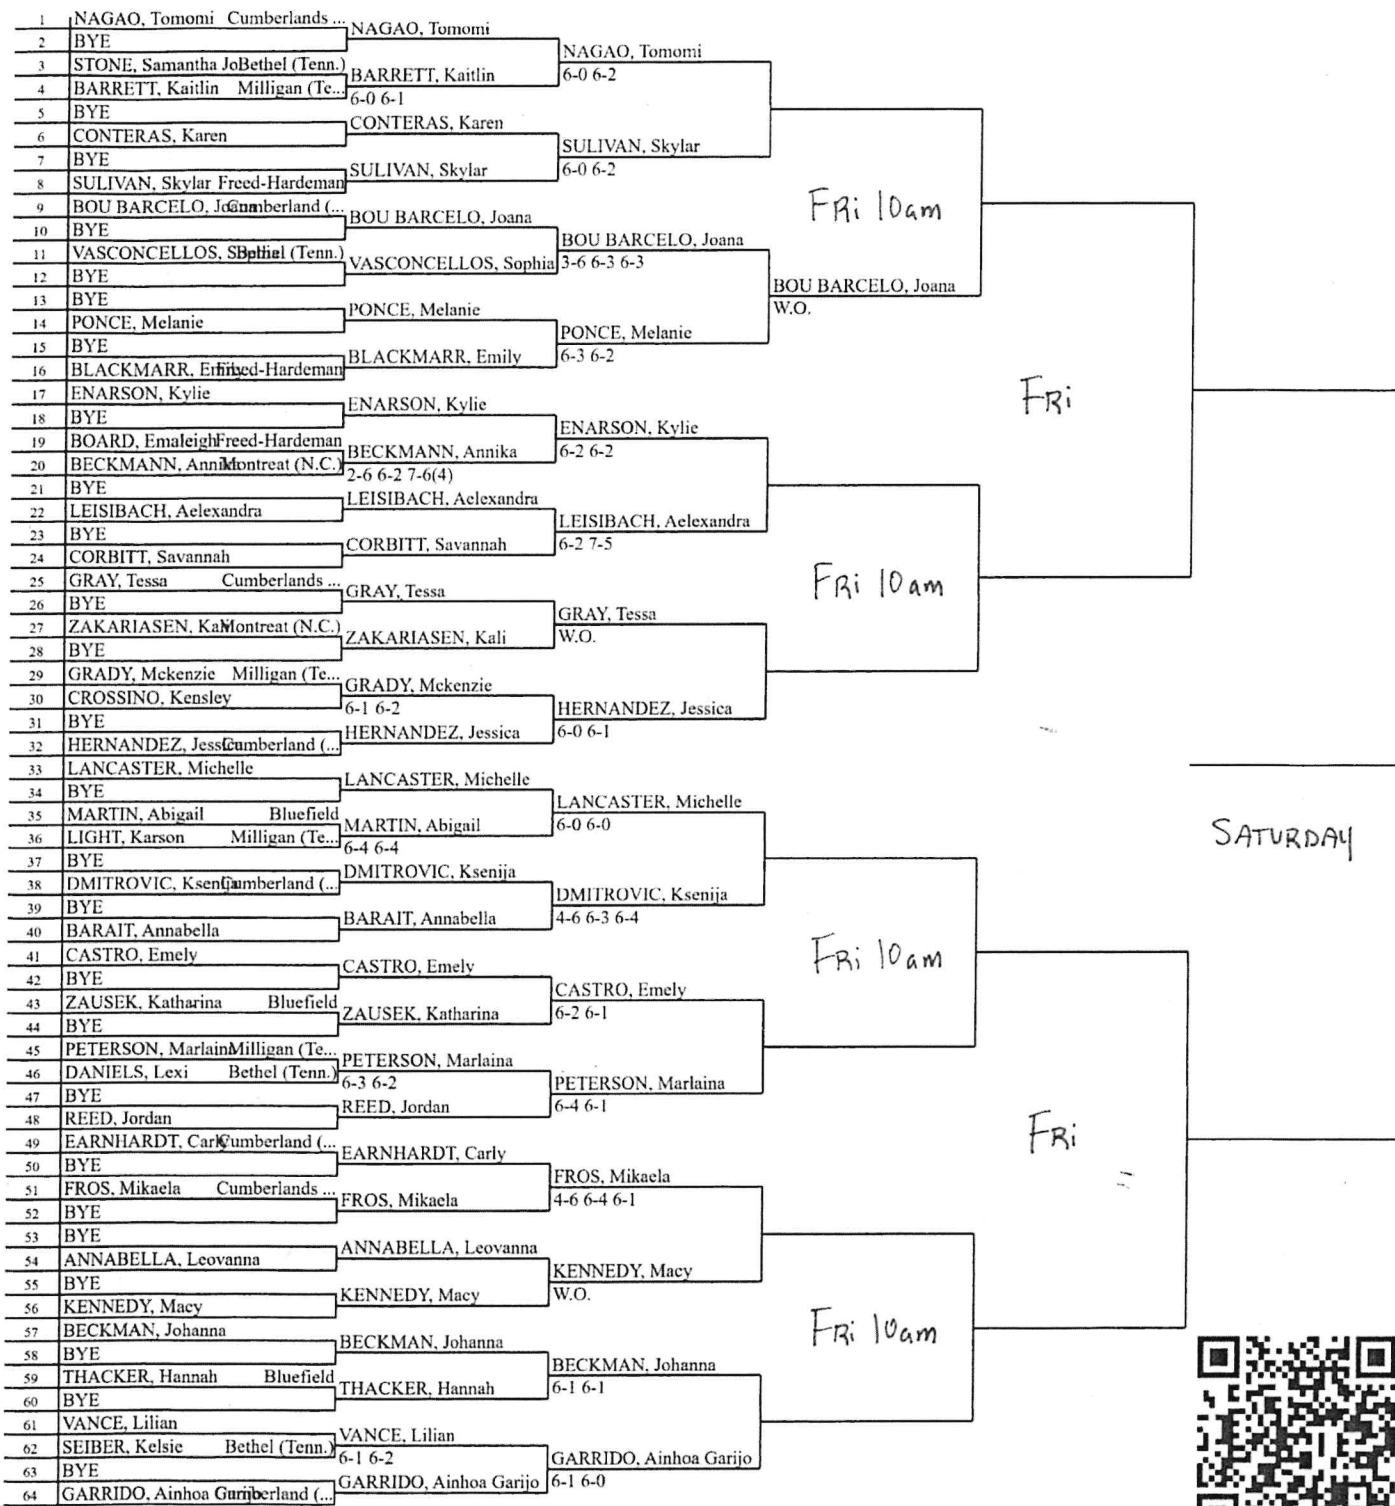 1 NAGAO, Tomomi Cumberlands ...
2 BYE
3 STONE, Samantha Jo Bethel (Tenn.)
4 BARRETT, Kaitlin Milligan (Te...
5 BYE
6 CONTERAS, Karen
7 BYE
8 SULIVAN, Skylar Freed-Hardeman
9 BOU BARCELO, Joana Cumberland (...
10 BYE
11 VASCONCELLOS, Sophia Bethel (Tenn.)
12 BYE
13 BYE
14 PONCE, Melanie
15 BYE
16 BLACKMARR, Emily Freed-Hardeman
17 ENARSON, Kylie
18 BYE
19 BOARD, Emaleigh Freed-Hardeman
20 BECKMANN, Annika Montreat (N.C.)
21 BYE
22 LEISIBACH, Aelexandra
23 BYE
24 CORBITT, Savannah
25 GRAY, Tessa Cumberlands ...
26 BYE
27 ZAKARIASEN, Kali Montreat (N.C.)
28 BYE
29 GRADY, Mckenzie Milligan (Te...
30 CROSSINO, Kensley
31 BYE
32 HERNANDEZ, Jessica Cumberland (...
33 LANCASTER, Michelle
34 BYE
35 MARTIN, Abigail Bluefield
36 LIGHT, Karson Milligan (Te...
37 BYE
38 DMITROVIC, Ksenija Cumberland (...
39 BYE
40 BARAIT, Annabella
41 CASTRO, Emely
42 BYE
43 ZAUSEK, Katharina Bluefield
44 BYE
45 PETERSON, Marlaina Milligan (Te...
46 DANIELS, Lexi Bethel (Tenn.)
47 BYE
48 REED, Jordan
49 EARNHARDT, Carly Cumberland (...
50 BYE
51 FROS, Mikaela Cumberlands ...
52 BYE
53 BYE
54 ANNABELLA, Leovanna
55 BYE
56 KENNEDY, Macy
57 BECKMAN, Johanna
58 BYE
59 THACKER, Hannah Bluefield
60 BYE
61 VANCE, Lilian
62 SEIBER, Kelsie Bethel (Tenn.)
63 BYE
64 GARRIDO, Ainhoa Garijo Cumberland (...
NAGAO, Tomomi
BARRETT, Kaitlin
6-0 6-1
CONTERAS, Karen
SULIVAN, Skylar
BOU BARCELO, Joana
VASCONCELLOS, Sophia
PONCE, Melanie
BLACKMARR, Emily
ENARSON, Kylie
BECKMANN, Annika
2-6 6-2 7-6(4)
LEISIBACH, Aelexandra
CORBITT, Savannah
GRAY, Tessa
ZAKARIASEN, Kali
GRADY, Mckenzie
6-1 6-2
HERNANDEZ, Jessica
LANCASTER, Michelle
MARTIN, Abigail
6-4 6-4
DMITROVIC, Ksenija
BARAIT, Annabella
CASTRO, Emely
ZAUSEK, Katharina
PETERSON, Marlaina
6-3 6-2
REED, Jordan
EARNHARDT, Carly
FROS, Mikaela
ANNABELLA, Leovanna
KENNEDY, Macy
BECKMAN, Johanna
THACKER, Hannah
VANCE, Lilian
6-1 6-2
GARRIDO, Ainhoa Garijo
NAGAO, Tomomi
6-0 6-2
SULIVAN, Skylar
6-0 6-2
BOU BARCELO, Joana
3-6 6-3 6-3
PONCE, Melanie
6-3 6-2
ENARSON, Kylie
6-2 6-2
LEISIBACH, Aelexandra
6-2 7-5
GRAY, Tessa
W.O.
HERNANDEZ, Jessica
6-0 6-1
LANCASTER, Michelle
6-0 6-0
DMITROVIC, Ksenija
4-6 6-3 6-4
CASTRO, Emely
6-2 6-1
PETERSON, Marlaina
6-4 6-1
FROS, Mikaela
4-6 6-4 6-1
KENNEDY, Macy
W.O.
BECKMAN, Johanna
6-1 6-1
GARRIDO, Ainhoa Garijo
6-1 6-0
BOU BARCELO, Joana
W.O.
FRi 10am
FRi 10am
FRi 10am
FRi 10am
FRi
FRi
SATURDAY